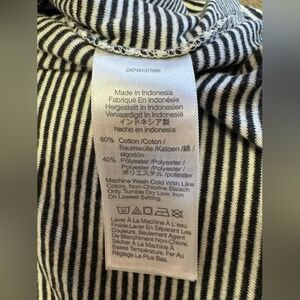 Made In Indonesia
Fabriqué En Indonésie
Hergestellt In Indonesien
Vervaardigd In Indonesië
インドネシア製
hecho en indonesia
60% Cotton/Coton/
Baumwolle/Katoen/綿/
algodón
40% Polyester/Polyester/
Polyester/Polyester/
ポリエステル/poliéster
Machine Wash Cold With Like
Colors, Non-Chlorine Bleach
Only, Tumble Dry Low, Iron
On Lowest Setting.
Laver À La Machine À L'eau
Froide.Laver En Séparant Les
Couleurs. Seulement Agent
De Blanchiment Non-Chloré,
Sécher À La Machine À
Basse Température, Fer Au
Réglage Le Plus Bas.